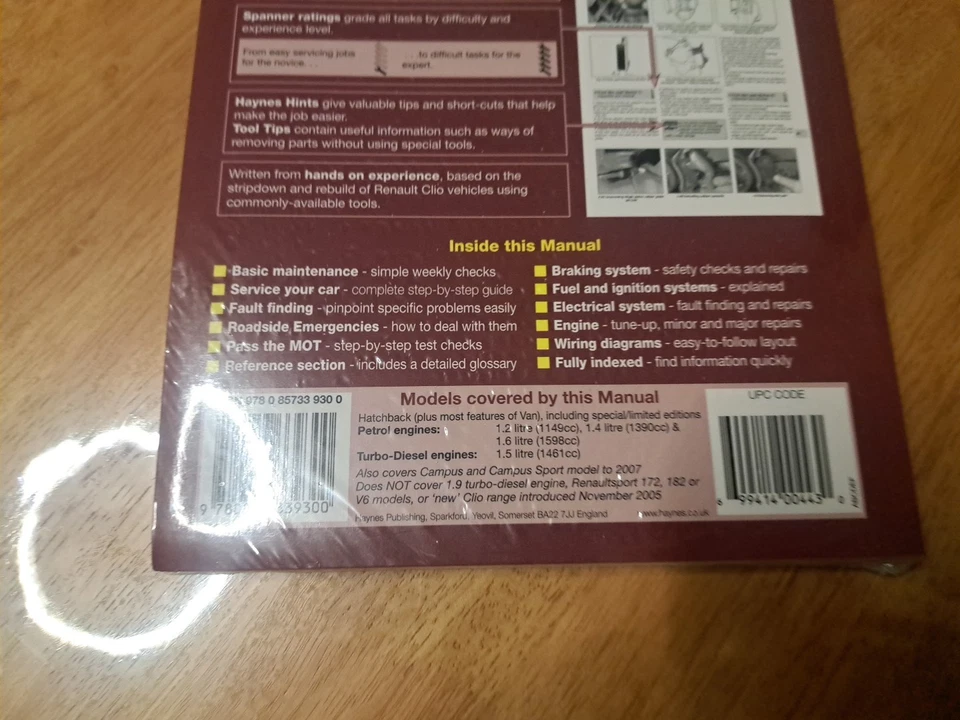 Spanner ratings grade all tasks by difficulty and
experience level.
From easy servicing jobs
for the novice. . .
. . .to difficult tasks for the
expert.
Haynes Hints give valuable tips and short-cuts that help
make the job easier.
Tool Tips contain useful information such as ways of
removing parts without using special tools.
Written from hands on experience, based on the
stripdown and rebuild of Renault Clio vehicles using
commonly-available tools.
Inside this Manual
Basic maintenance - simple weekly checks
Service your car - complete step-by-step guide
Fault finding - pinpoint specific problems easily
Roadside Emergencies - how to deal with them
Pass the MOT - step-by-step test checks
Reference section - includes a detailed glossary
Braking system - safety checks and repairs
Fuel and ignition systems - explained
Electrical system - fault finding and repairs
Engine - tune-up, minor and major repairs
Wiring diagrams - easy-to-follow layout
Fully indexed - find information quickly
978 0 85733 930 0
Models covered by this Manual
Hatchback (plus most features of Van), including special/limited editions
Petrol engines: 1.2 litre (1149cc), 1.4 litre (1390cc) &
1.6 litre (1598cc)
Turbo-Diesel engines: 1.5 litre (1461cc)
Also covers Campus and Campus Sport model to 2007
Does NOT cover 1.9 turbo-diesel engine, Renaultsport 172, 182 or
V6 models, or 'new' Clio range introduced November 2005
Haynes Publishing, Sparkford, Yeovil, Somerset BA22 7JJ England www.haynes.co.uk
UPC CODE
6 99414 00443 0